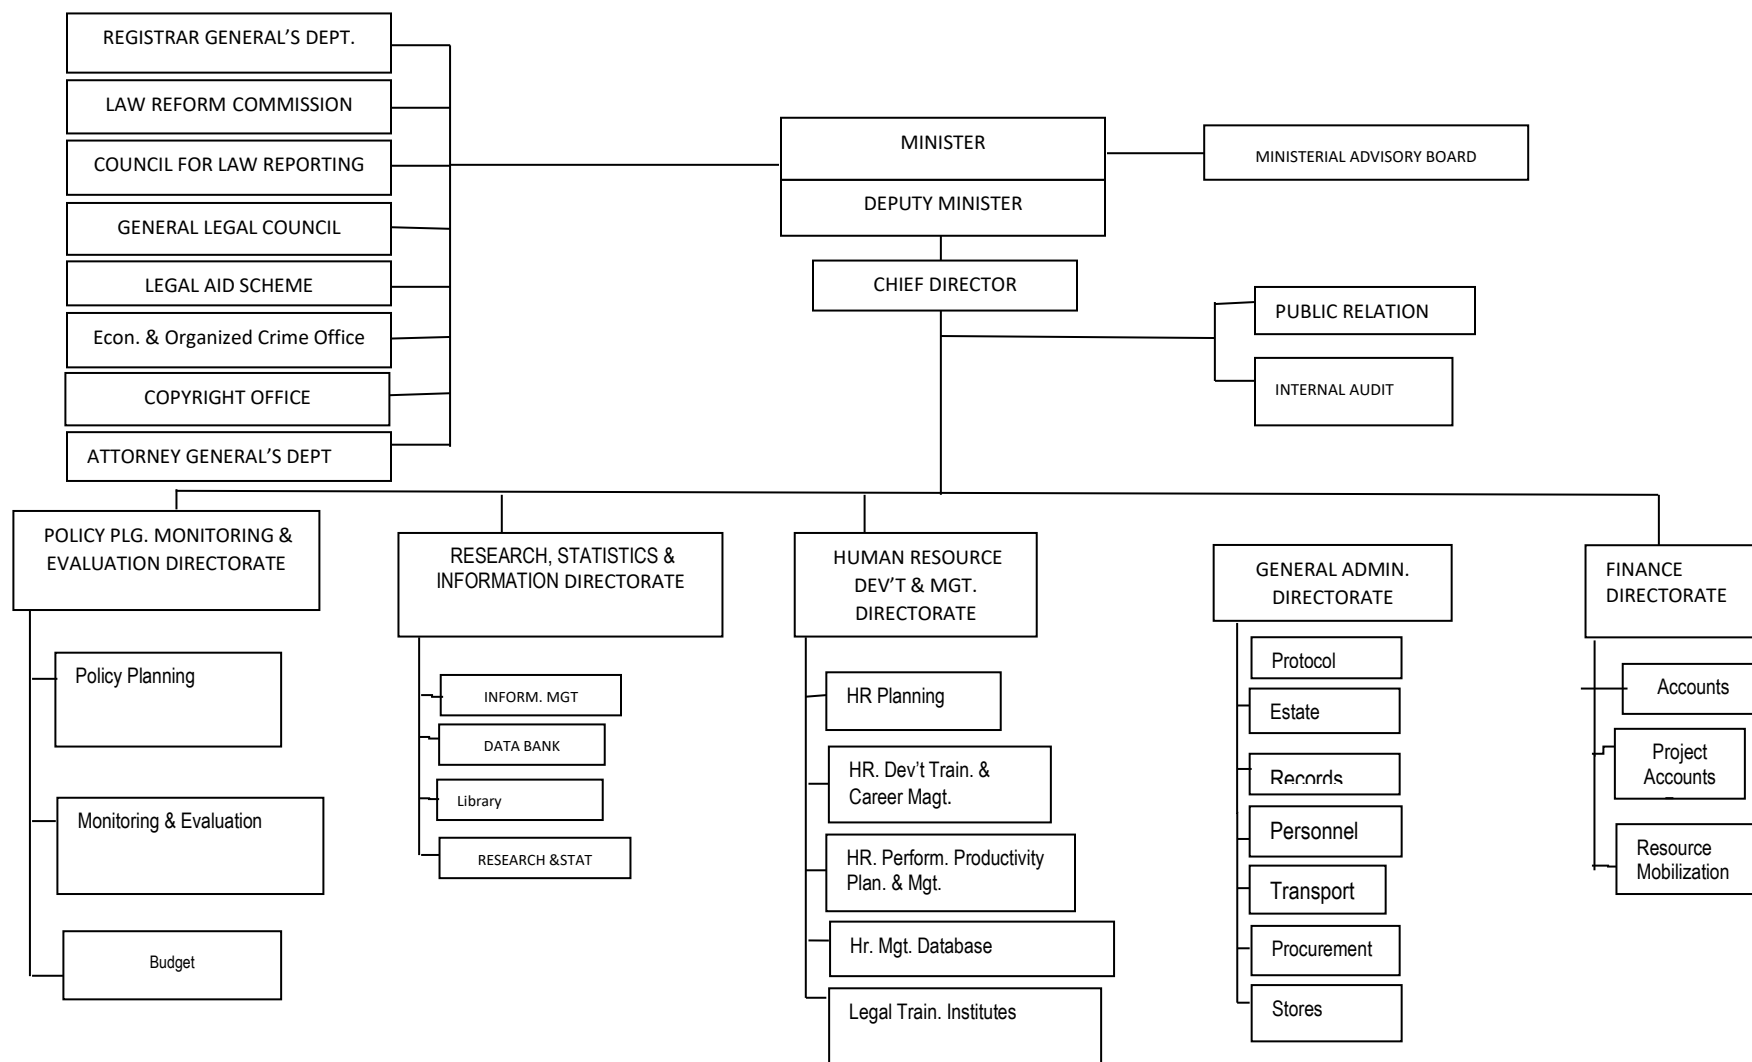 REGISTRAR GENERAL’S DEPT.
LAW REFORM COMMISSION
COUNCIL FOR LAW REPORTING
GENERAL LEGAL COUNCIL
LEGAL AID SCHEME
Econ. & Organized Crime Office
COPYRIGHT OFFICE
ATTORNEY GENERAL’S DEPT
MINISTER
DEPUTY MINISTER
MINISTERIAL ADVISORY BOARD
CHIEF DIRECTOR
PUBLIC RELATION
INTERNAL AUDIT
POLICY PLG. MONITORING &
EVALUATION DIRECTORATE
Policy Planning
Monitoring & Evaluation
Budget
RESEARCH, STATISTICS &
INFORMATION DIRECTORATE
INFORM. MGT
DATA BANK
Library
RESEARCH &STAT
HUMAN RESOURCE
DEV’T & MGT.
DIRECTORATE
HR Planning
HR. Dev’t Train. &
Career Magt.
HR. Perform. Productivity
Plan. & Mgt.
Hr. Mgt. Database
Legal Train. Institutes
GENERAL ADMIN.
DIRECTORATE
Protocol
Estate
Records
Personnel
Transport
Procurement
Stores
FINANCE
DIRECTORATE
Accounts
Project
Accounts
Resource
Mobilization